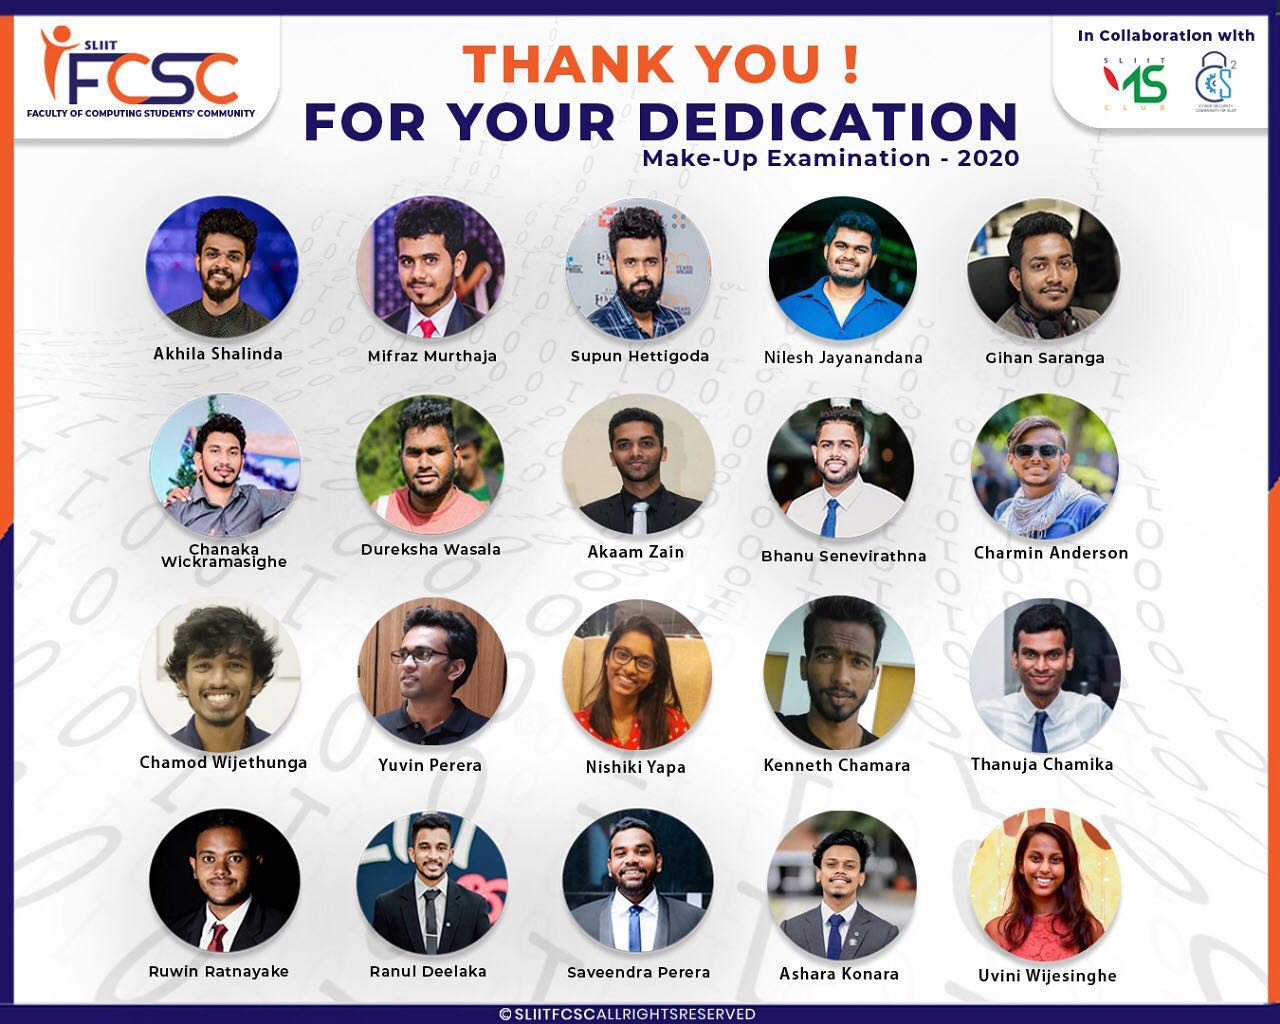 SLIIT
FCSC
FACULTY OF COMPUTING STUDENTS' COMMUNITY
THANK YOU !
FOR YOUR DEDICATION
Make-Up Examination - 2020
In Collaboration with
SLIIT
MS
CLUB
CS2
CYBER SECURITY
COMMUNITY OF SLIIT
Akhila Shalinda
Mifraz Murthaja
Supun Hettigoda
Nilesh Jayanandana
Gihan Saranga
Chanaka
Wickramasighe
Dureksha Wasala
Akaam Zain
Bhanu Senevirathna
Charmin Anderson
Chamod Wijethunga
Yuvin Perera
Nishiki Yapa
Kenneth Chamara
Thanuja Chamika
Ruwin Ratnayake
Ranul Deelaka
Saveendra Perera
Ashara Konara
Uvini Wijesinghe
©SLIITFCSCALLRIGHTSRESERVED